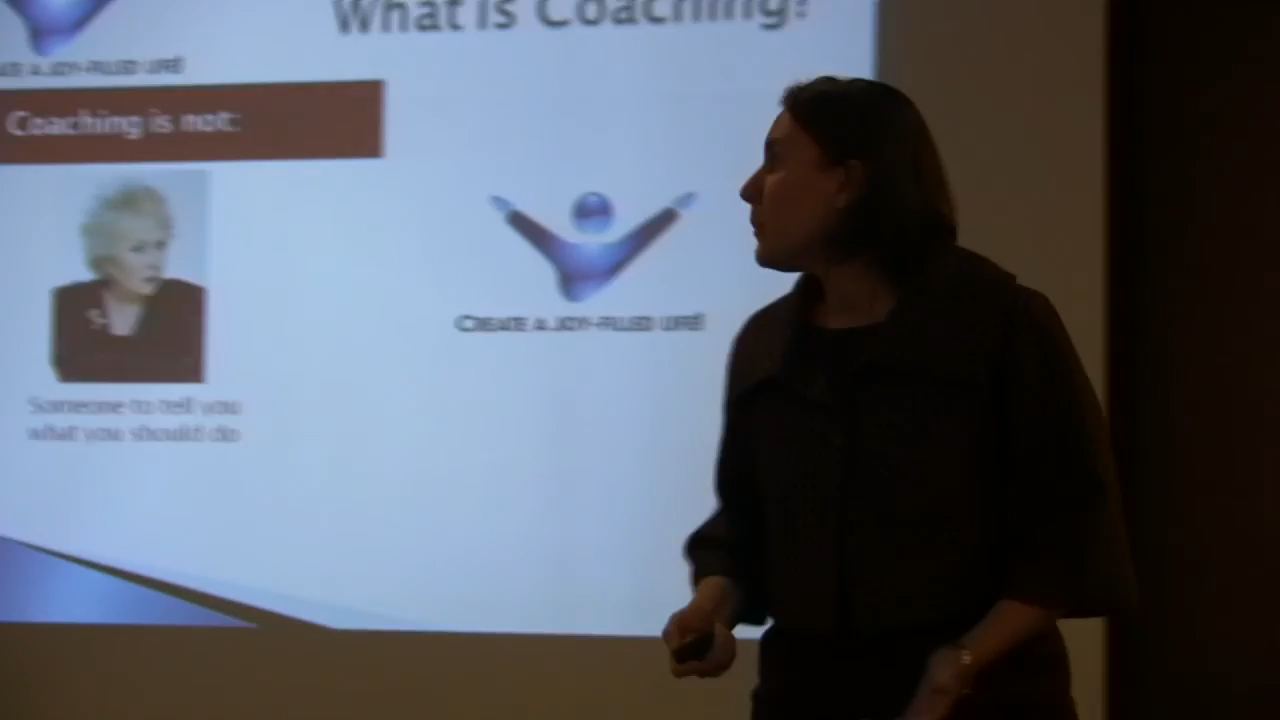 What is Coaching?
ATE A JOY-FILLED LIFE!
Coaching is not:
CREATE A JOY-FILLED LIFE!
Someone to tell you
what you should do